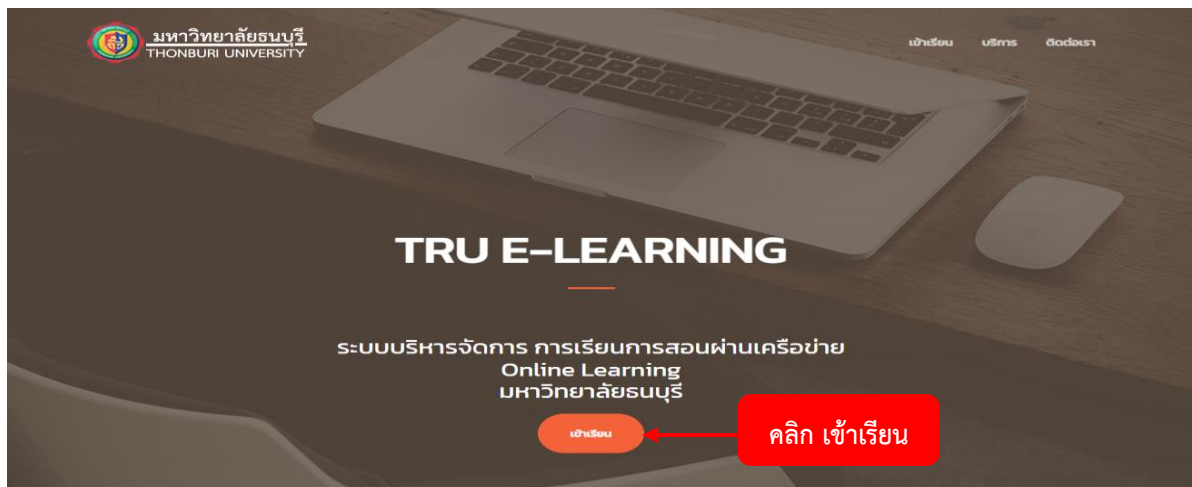 มหาวิทยาลัยธนบุรี
THONBURI UNIVERSITY
เข้าเรียน บริการ ติดต่อเรา
TRU E-LEARNING
ระบบบริหารจัดการ การเรียนการสอนผ่านเครือข่าย
Online Learning
มหาวิทยาลัยธนบุรี
เข้าเรียน
คลิก เข้าเรียน